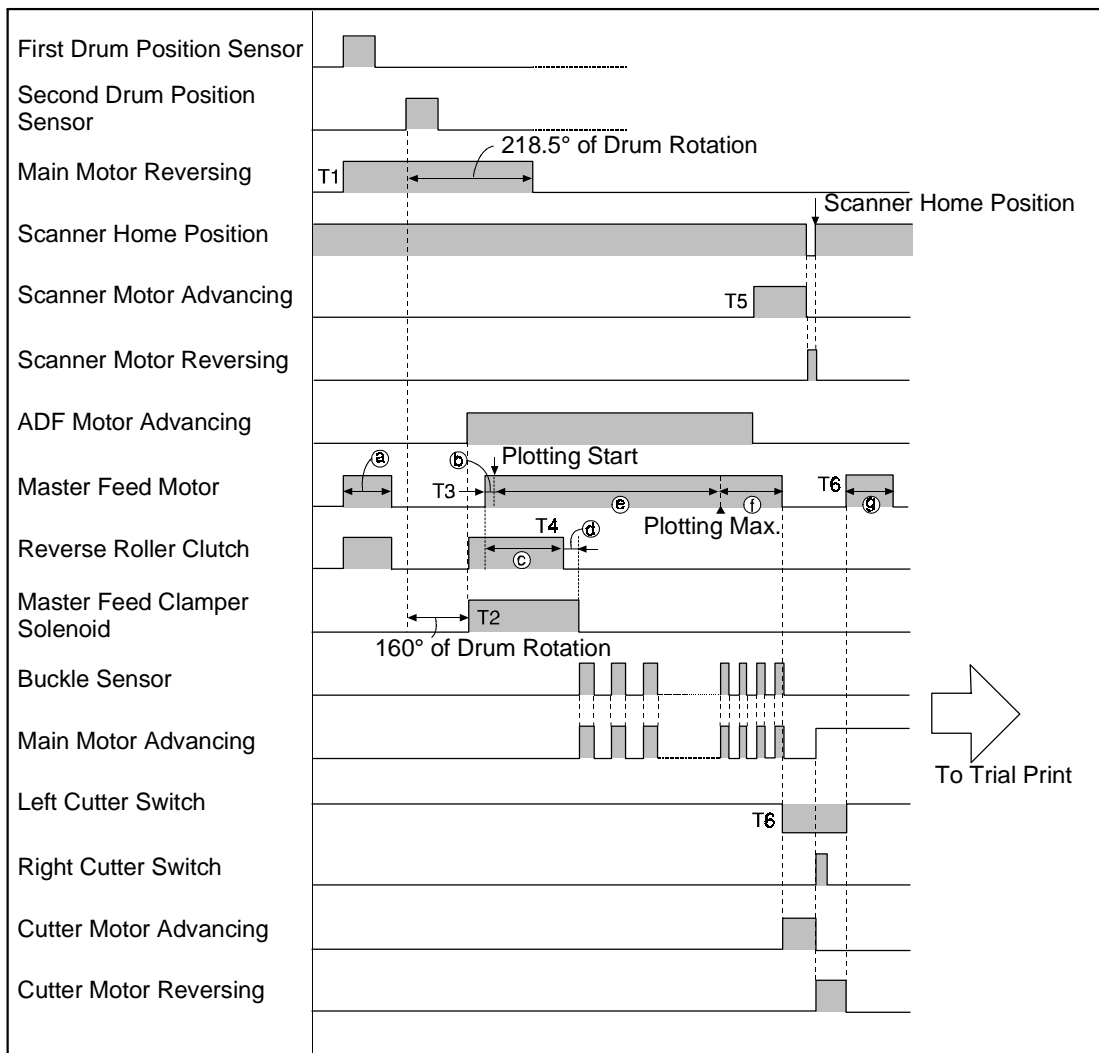 First Drum Position Sensor
Second Drum Position
Sensor
218.5° of Drum Rotation
Main Motor Reversing
T1
Scanner Home Position
Scanner Home Position
Scanner Motor Advancing
T5
Scanner Motor Reversing
ADF Motor Advancing
ⓐ
ⓑ
Plotting Start
Master Feed Motor
T3
ⓔ
ⓕ
T6
ⓖ
Plotting Max.
Reverse Roller Clutch
T4
ⓓ
ⓒ
Master Feed Clamper
Solenoid
T2
160° of Drum Rotation
Buckle Sensor
Main Motor Advancing
To Trial Print
Left Cutter Switch
T6
Right Cutter Switch
Cutter Motor Advancing
Cutter Motor Reversing